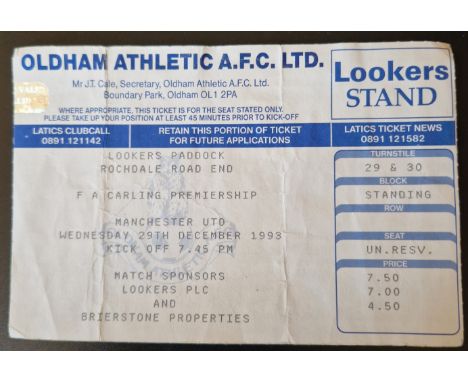 OLDHAM ATHLETIC A.F.C. LTD.
Mr J.T. Cale, Secretary, Oldham Athletic A.F.C. Ltd.
Boundary Park, Oldham OL1 2PA
WHERE APPROPRIATE, THIS TICKET IS FOR THE SEAT STATED ONLY.
PLEASE TAKE UP YOUR POSITION AT LEAST 45 MINUTES PRIOR TO KICK-OFF
Lookers
STAND
LATICS CLUBCALL
0891 121142
RETAIN THIS PORTION OF TICKET
FOR FUTURE APPLICATIONS
LATICS TICKET NEWS
0891 121582
LOOKERS PADDOCK
ROCHDALE ROAD END
F A CARLING PREMIERSHIP
MANCHESTER UTD
WEDNESDAY 29TH DECEMBER 1993
KICK OFF 7.45 PM
MATCH SPONSORS
LOOKERS PLC
AND
BRIERSTONE PROPERTIES
TURNSTILE
29 & 30
BLOCK
STANDING
ROW
SEAT
UN.RESV.
PRICE
7.50
7.00
4.50